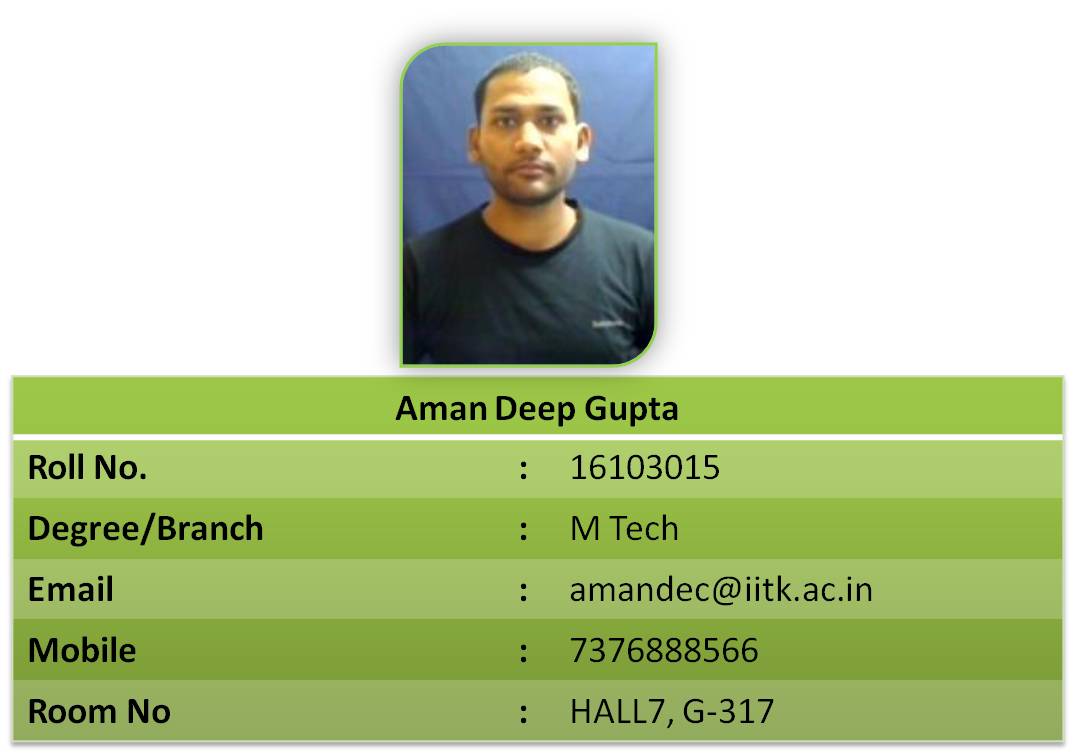 Aman Deep Gupta
Roll No. : 16103015
Degree/Branch : M Tech
Email : amandec@iitk.ac.in
Mobile : 7376888566
Room No : HALL7, G-317